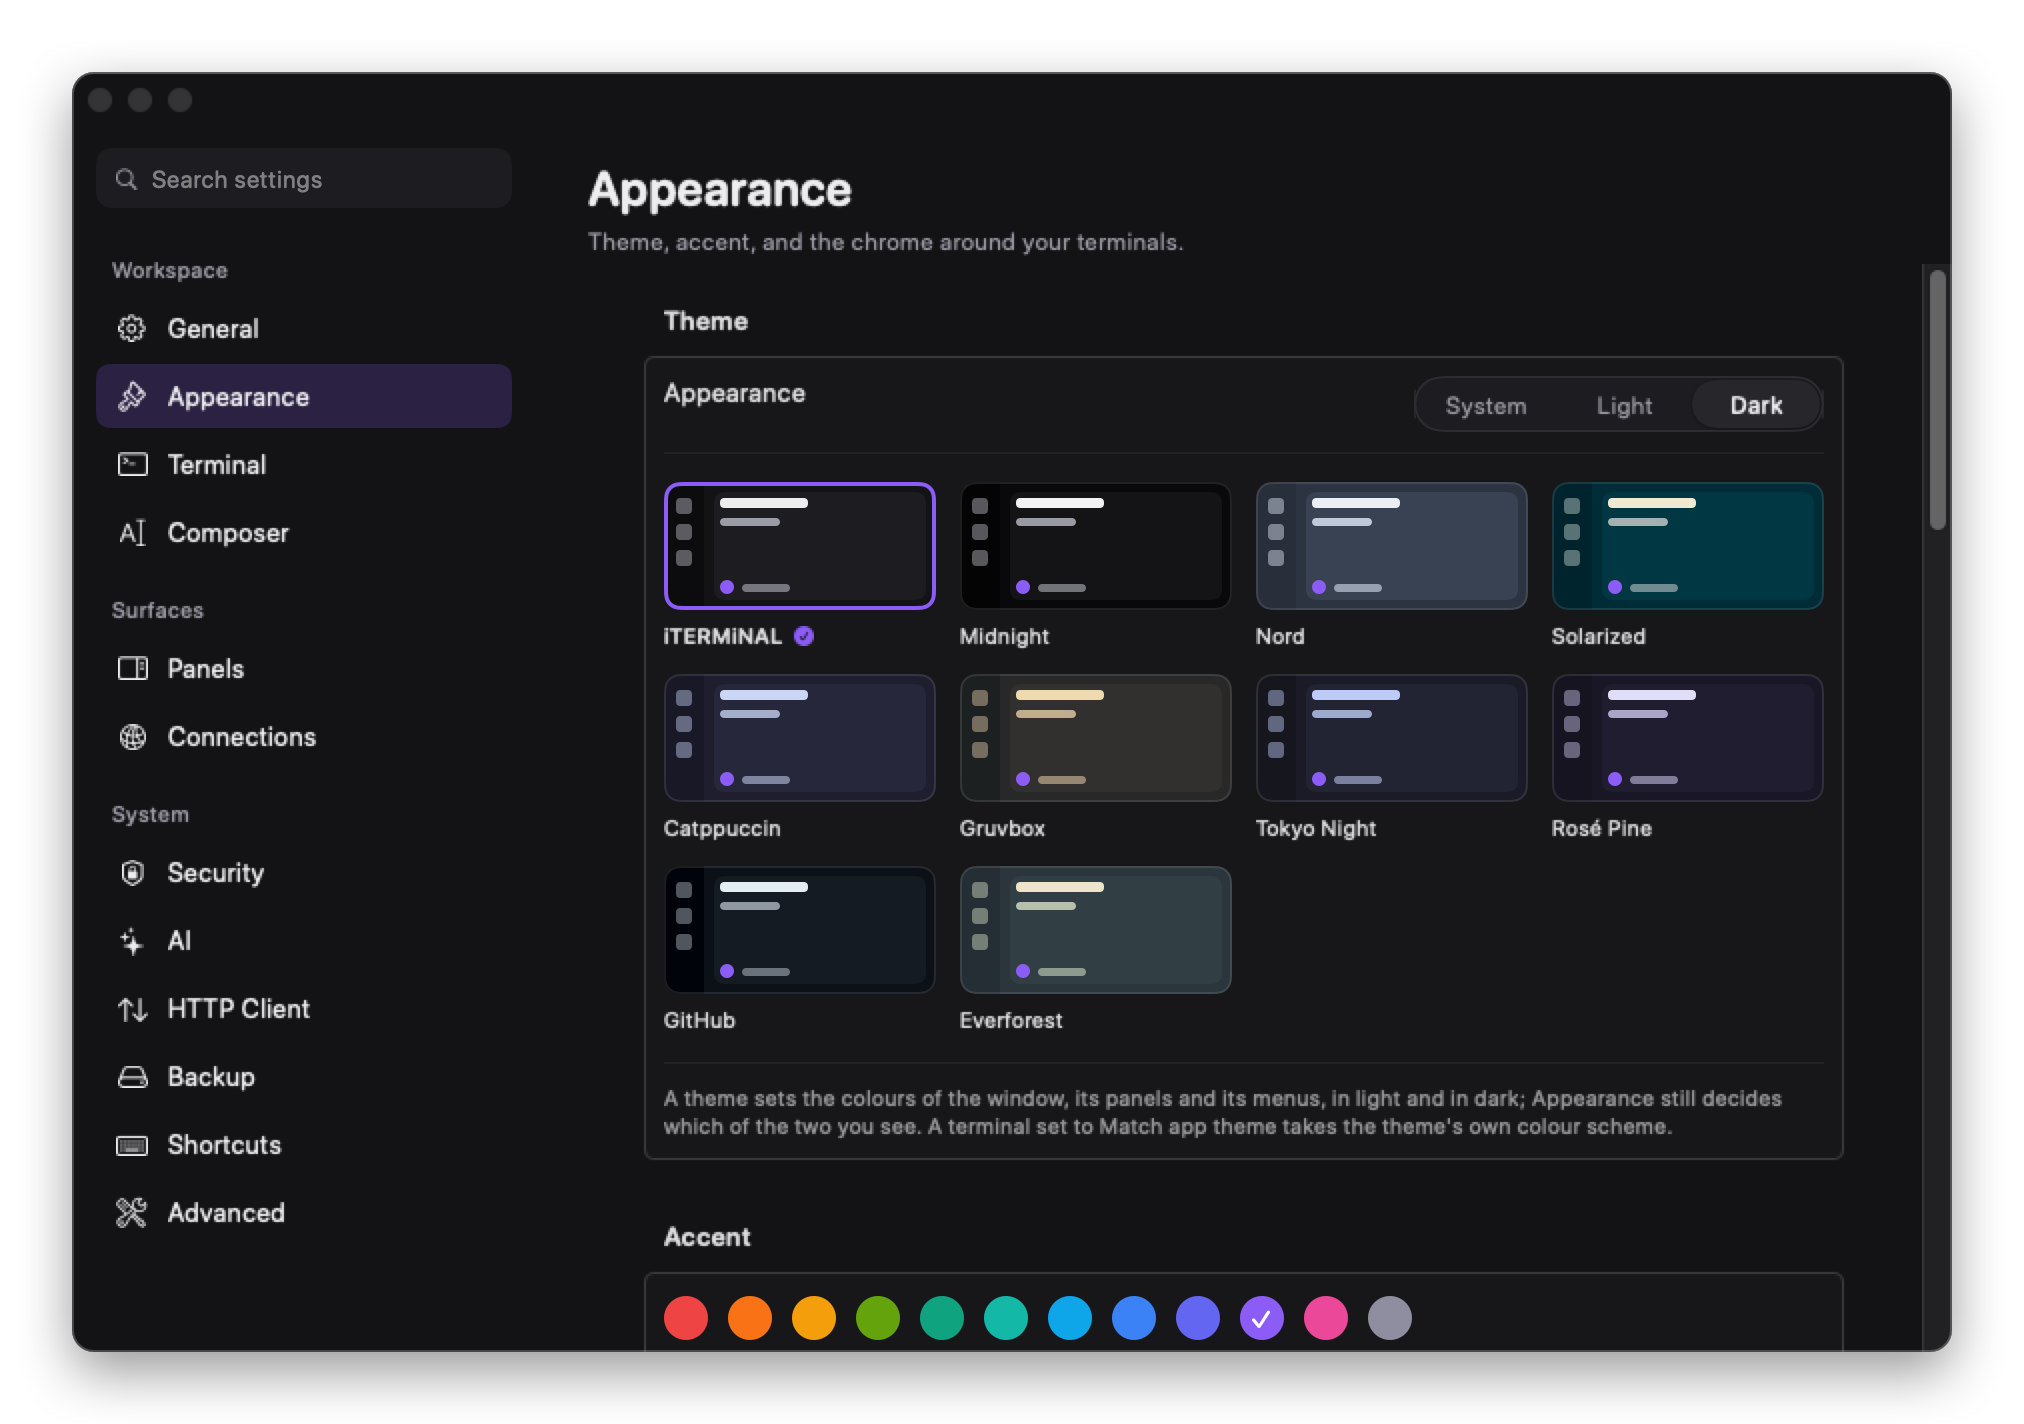 Search settings
Workspace
General
Appearance
Terminal
Composer
Surfaces
Panels
Connections
System
Security
AI
HTTP Client
Backup
Shortcuts
Advanced
Appearance
Theme, accent, and the chrome around your terminals.
Theme
Appearance
System Light Dark
iTERMiNAL Midnight Nord Solarized
Catppuccin Gruvbox Tokyo Night Rosé Pine
GitHub Everforest
A theme sets the colours of the window, its panels and its menus, in light and in dark; Appearance still decides
which of the two you see. A terminal set to Match app theme takes the theme's own colour scheme.
Accent